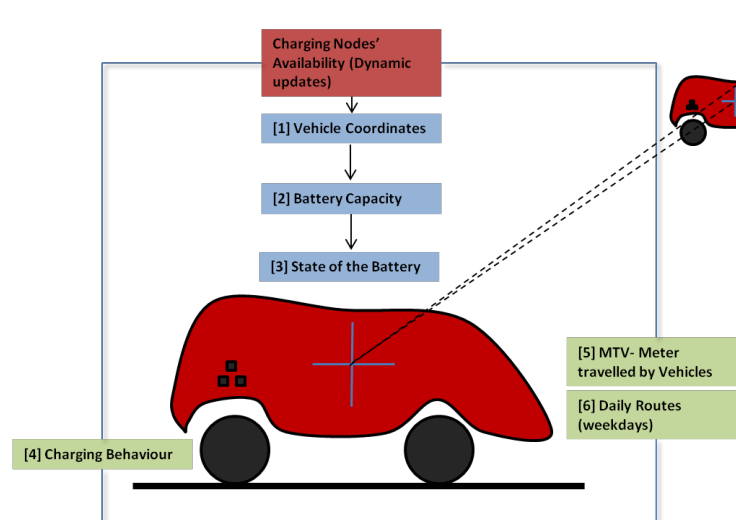 Charging Nodes'
Availability (Dynamic
updates)
[1] Vehicle Coordinates
[2] Battery Capacity
[3] State of the Battery
[5] MTV- Meter
travelled by Vehicles
[6] Daily Routes
(weekdays)
[4] Charging Behaviour